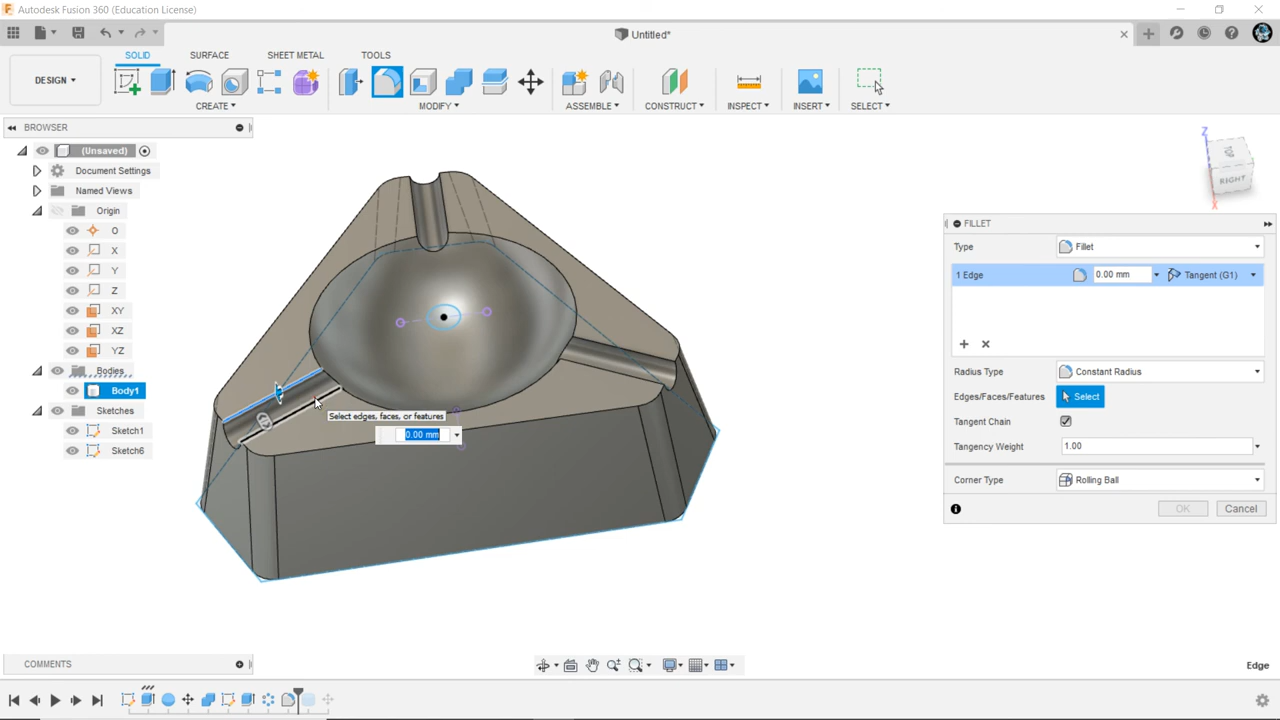 Autodesk Fusion 360 (Education License)
Untitled*
SOLID SURFACE SHEET METAL TOOLS
DESIGN
CREATE MODIFY ASSEMBLE CONSTRUCT INSPECT INSERT SELECT
BROWSER
(Unsaved)
Document Settings
Named Views
Origin
O
X
Y
Z
XY
XZ
YZ
Bodies
Body1
Sketches
Sketch1
Sketch6
Z
RIGHT
X
Select edges, faces, or features
0.00 mm
FILLET
Type Fillet
1 Edge 0.00 mm Tangent (G1)
Radius Type Constant Radius
Edges/Faces/Features Select
Tangent Chain
Tangency Weight 1.00
Corner Type Rolling Ball
OK Cancel
COMMENTS
Edge